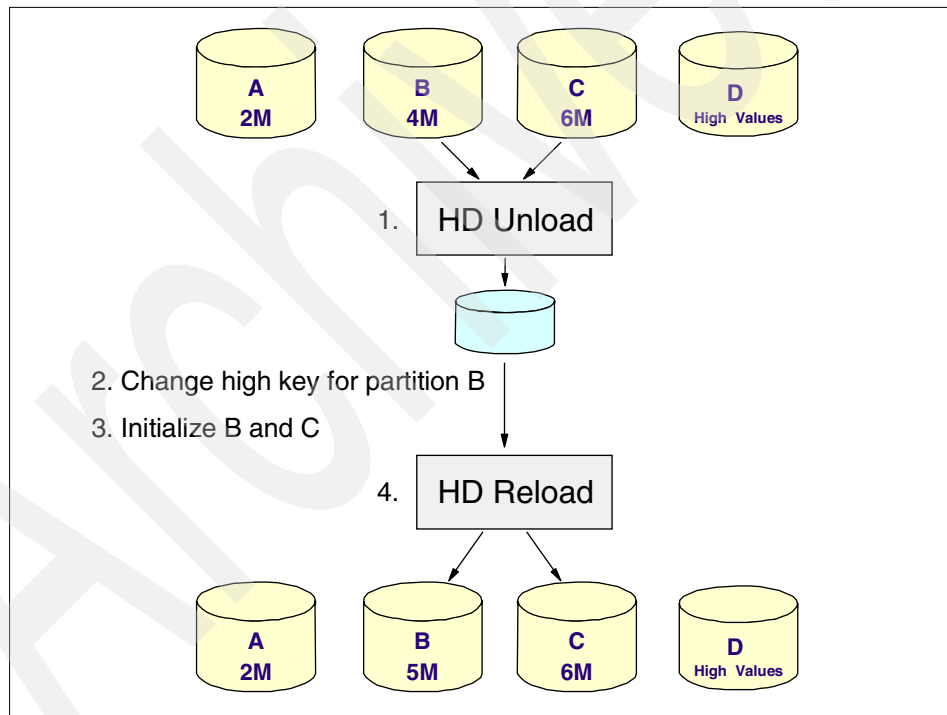 A
2M
B
4M
C
6M
D
High Values
1. HD Unload
2. Change high key for partition B
3. Initialize B and C
4. HD Reload
A
2M
B
5M
C
6M
D
High Values
Archive